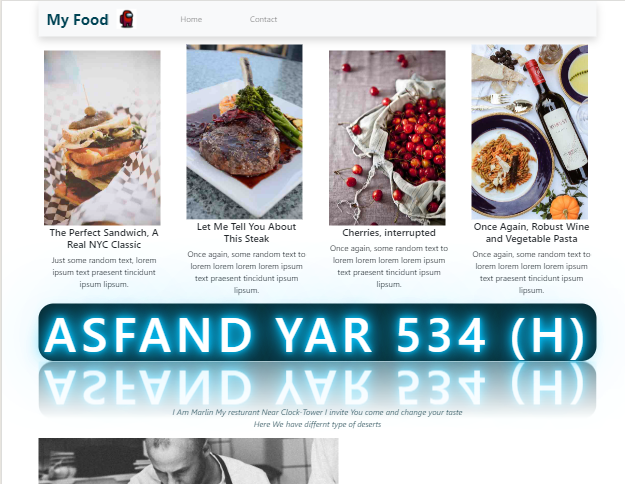 My Food
Home
Contact
The Perfect Sandwich, A
Real NYC Classic
Just some random text, lorem
ipsum text praesent tincidunt
ipsum lipsum.
Let Me Tell You About
This Steak
Once again, some random text to
lorem lorem lorem lorem ipsum
text praesent tincidunt ipsum
lipsum.
Cherries, interrupted
Once again, some random text to
lorem lorem lorem lorem ipsum
text praesent tincidunt ipsum
lipsum.
Once Again, Robust Wine
and Vegetable Pasta
Once again, some random text to
lorem lorem lorem lorem ipsum
text praesent tincidunt ipsum
lipsum.
ASFAND YAR 534 (H)
ASFAND YAR 534 (H)
I Am Marlin My resturant Near Clock-Tower I invite You come and change your taste
Here We have differnt type of deserts